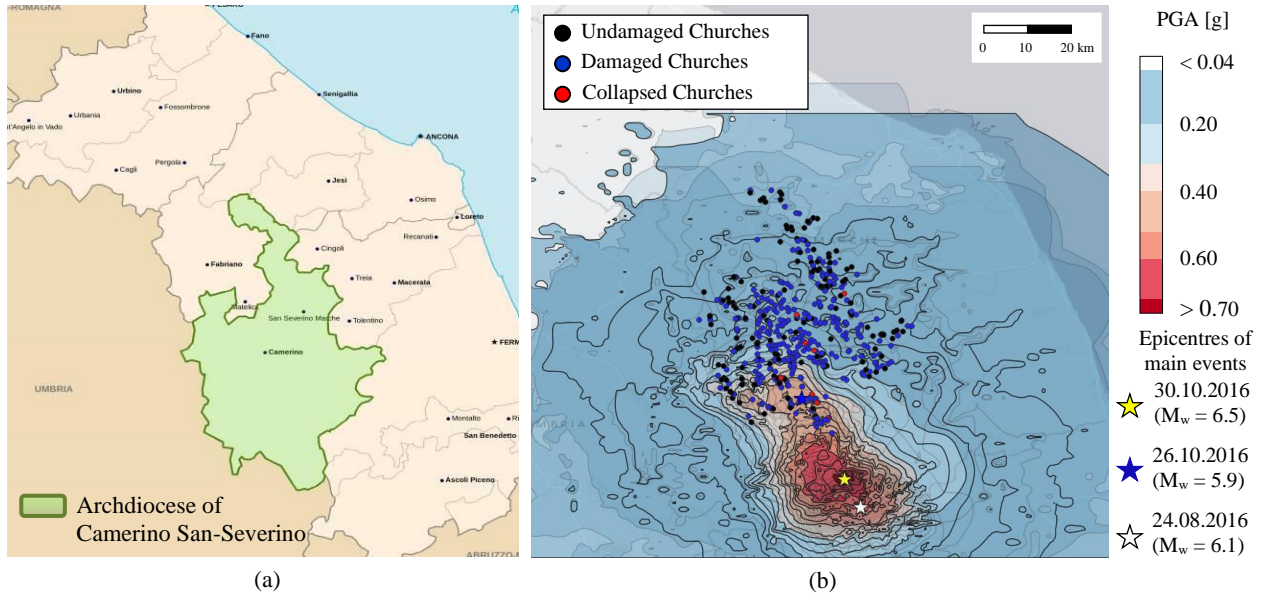 -ROMAGNA
Fano
Urbino
Fossombrone
Senigallia
Urbania
nt'Angelo in Vado
ANCONA
Pergola
Cagli
Jesi
Osimo
Loreto
Recanati
Cingoli
Fabriano
Treia
Macerata
Matelica
San Severino Marche
Tolentino
FERM
Camerino
UMBRIA
Montalto
Ri
San Benedetto
Ascoli Piceno
Archdiocese of
Camerino San-Severino
ABRUZZO-M
(a)
Undamaged Churches
Damaged Churches
Collapsed Churches
0 10 20 km
(b)
PGA [g]
< 0.04
0.20
0.40
0.60
> 0.70
Epicentres of
main events
30.10.2016
(Mw = 6.5)
26.10.2016
(Mw = 5.9)
24.08.2016
(Mw = 6.1)